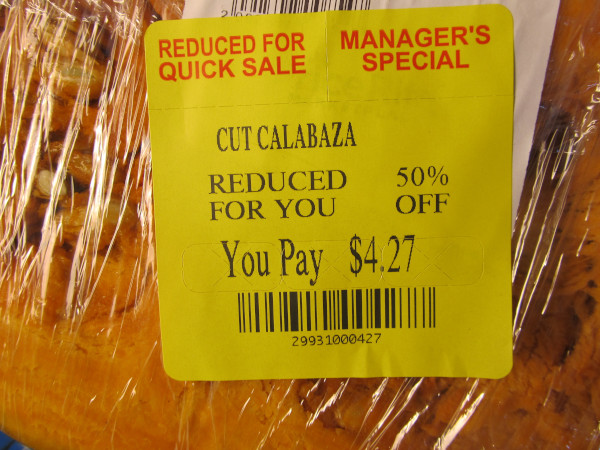 REDUCED FOR
QUICK SALE
MANAGER'S
SPECIAL
CUT CALABAZA
REDUCED 50%
FOR YOU OFF
You Pay $4.27
29931000427